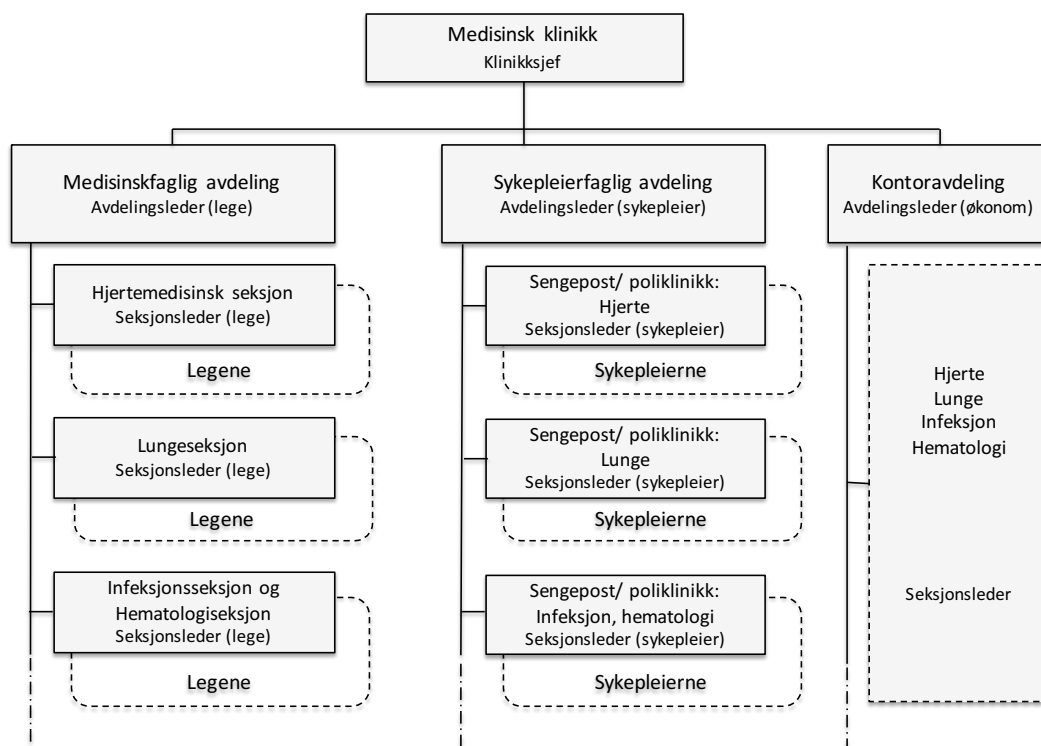 Medisinsk klinikk
Klinikksjef
Medisinskfaglig avdeling
Avdelingsleder (lege)
Sykepleierfaglig avdeling
Avdelingsleder (sykepleier)
Kontoravdeling
Avdelingsleder (økonom)
Hjertemedisinsk seksjon
Seksjonsleder (lege)
Legene
Lungeseksjon
Seksjonsleder (lege)
Legene
Infeksjonsseksjon og
Hematologiseksjon
Seksjonsleder (lege)
Legene
Sengepost/ poliklinikk:
Hjerte
Seksjonsleder (sykepleier)
Sykepleierne
Sengepost/ poliklinikk:
Lunge
Seksjonsleder (sykepleier)
Sykepleierne
Sengepost/ poliklinikk:
Infeksjon, hematologi
Seksjonsleder (sykepleier)
Sykepleierne
Hjerte
Lunge
Infeksjon
Hematologi
Seksjonsleder